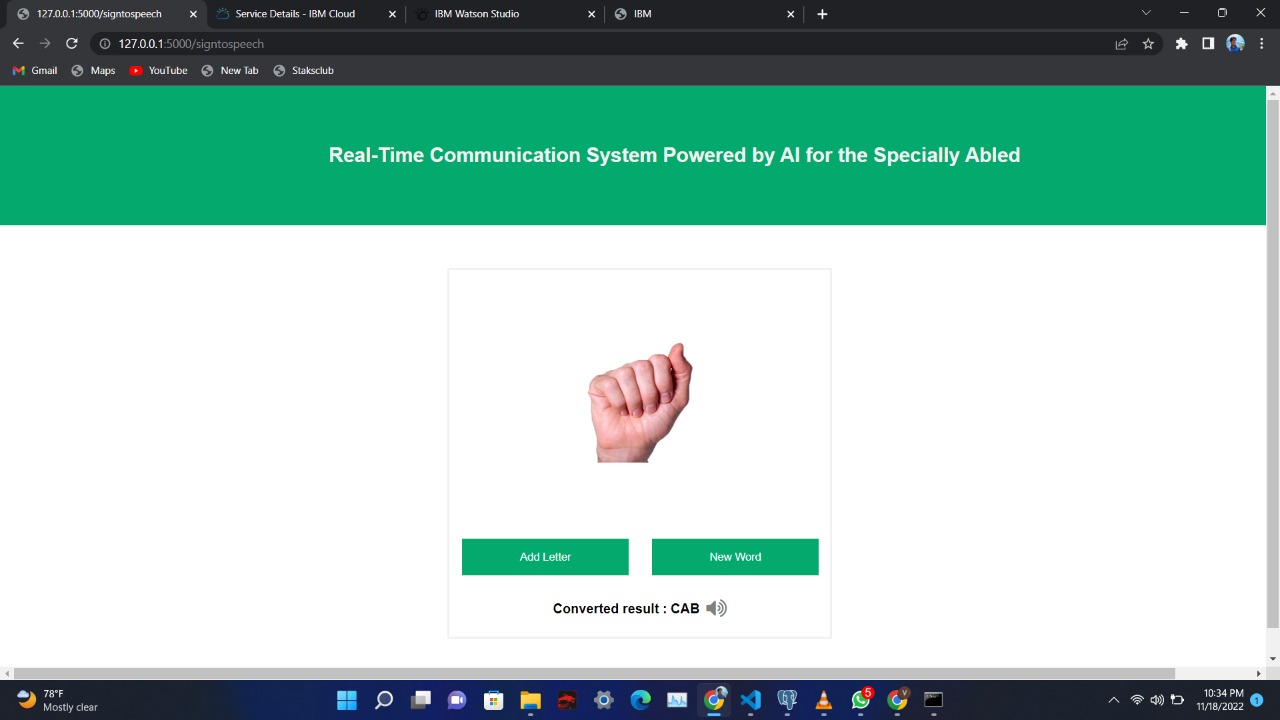 127.0.0.1:5000/signtospeech
Service Details - IBM Cloud
IBM Watson Studio
IBM
127.0.0.1:5000/signtospeech
Gmail
Maps
YouTube
New Tab
Staksclub
Real-Time Communication System Powered by AI for the Specially Abled
Add Letter
New Word
Converted result : CAB
78°F
Mostly clear
5
V
10:34 PM
11/18/2022
1